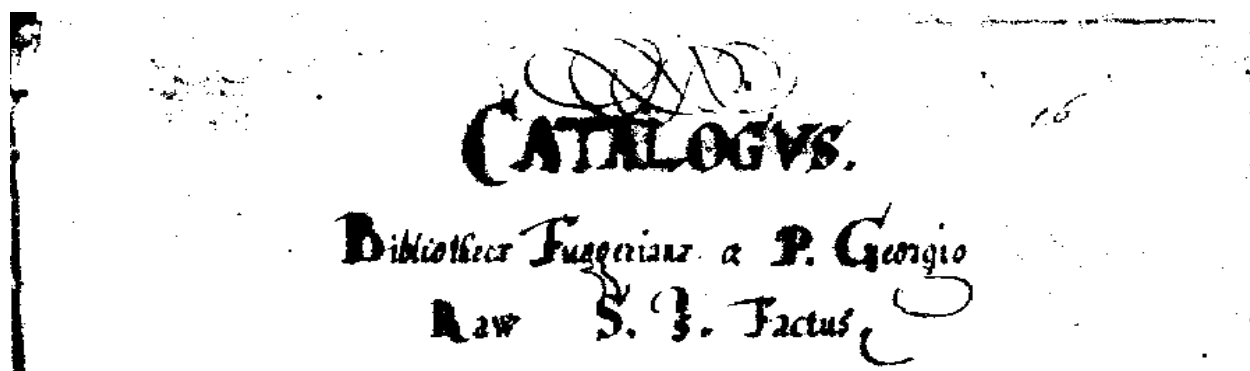 CATALOGVS.
Bibliothecæ Fuggerianæ a P. Georgio
Raw S. J. Factus.